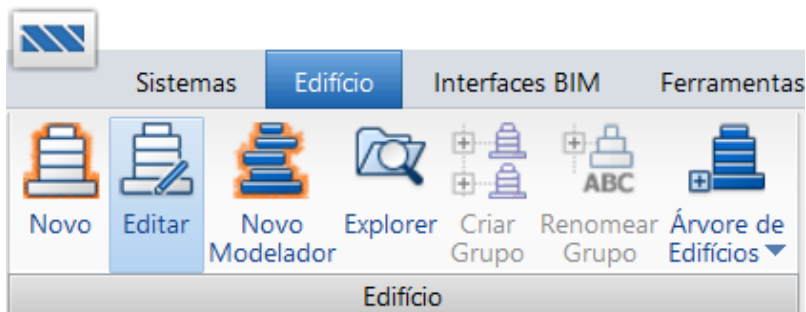 Sistemas Edifício Interfaces BIM Ferramentas
ABC
Novo Editar Novo Modelador Explorer Criar Grupo Renomear Grupo Árvore de Edifícios
Edifício